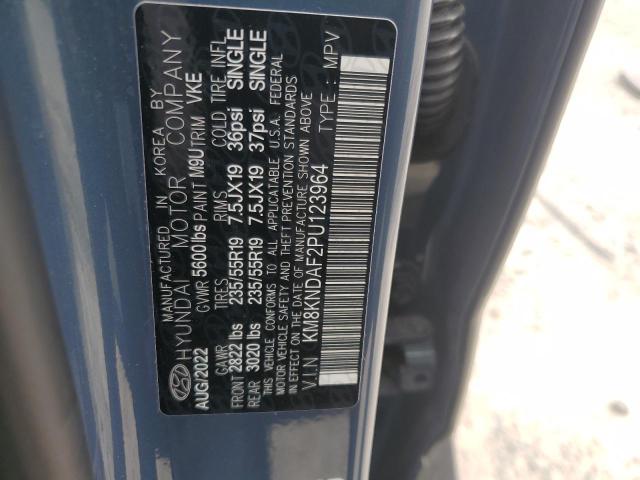 MANUFACTURED IN KOREA BY
HYUNDAI MOTOR COMPANY
AUG/2022 GVWR 5600lbs PAINT M9U TRIM VKE
GAWR TIRES RIMS COLD TIRE INFL
FRONT 2822 lbs 235/55R19 7.5JX19 36psi SINGLE
REAR 3020 lbs 235/55R19 7.5JX19 37psi SINGLE
THIS VEHICLE CONFORMS TO ALL APPLICABLE U.S.A. FEDERAL
MOTOR VEHICLE SAFETY AND THEFT PREVENTION STANDARDS
IN EFFECT ON THE DATE OF MANUFACTURE SHOWN ABOVE
V.I.N : KM8KNDAF2PU123964 TYPE : MPV